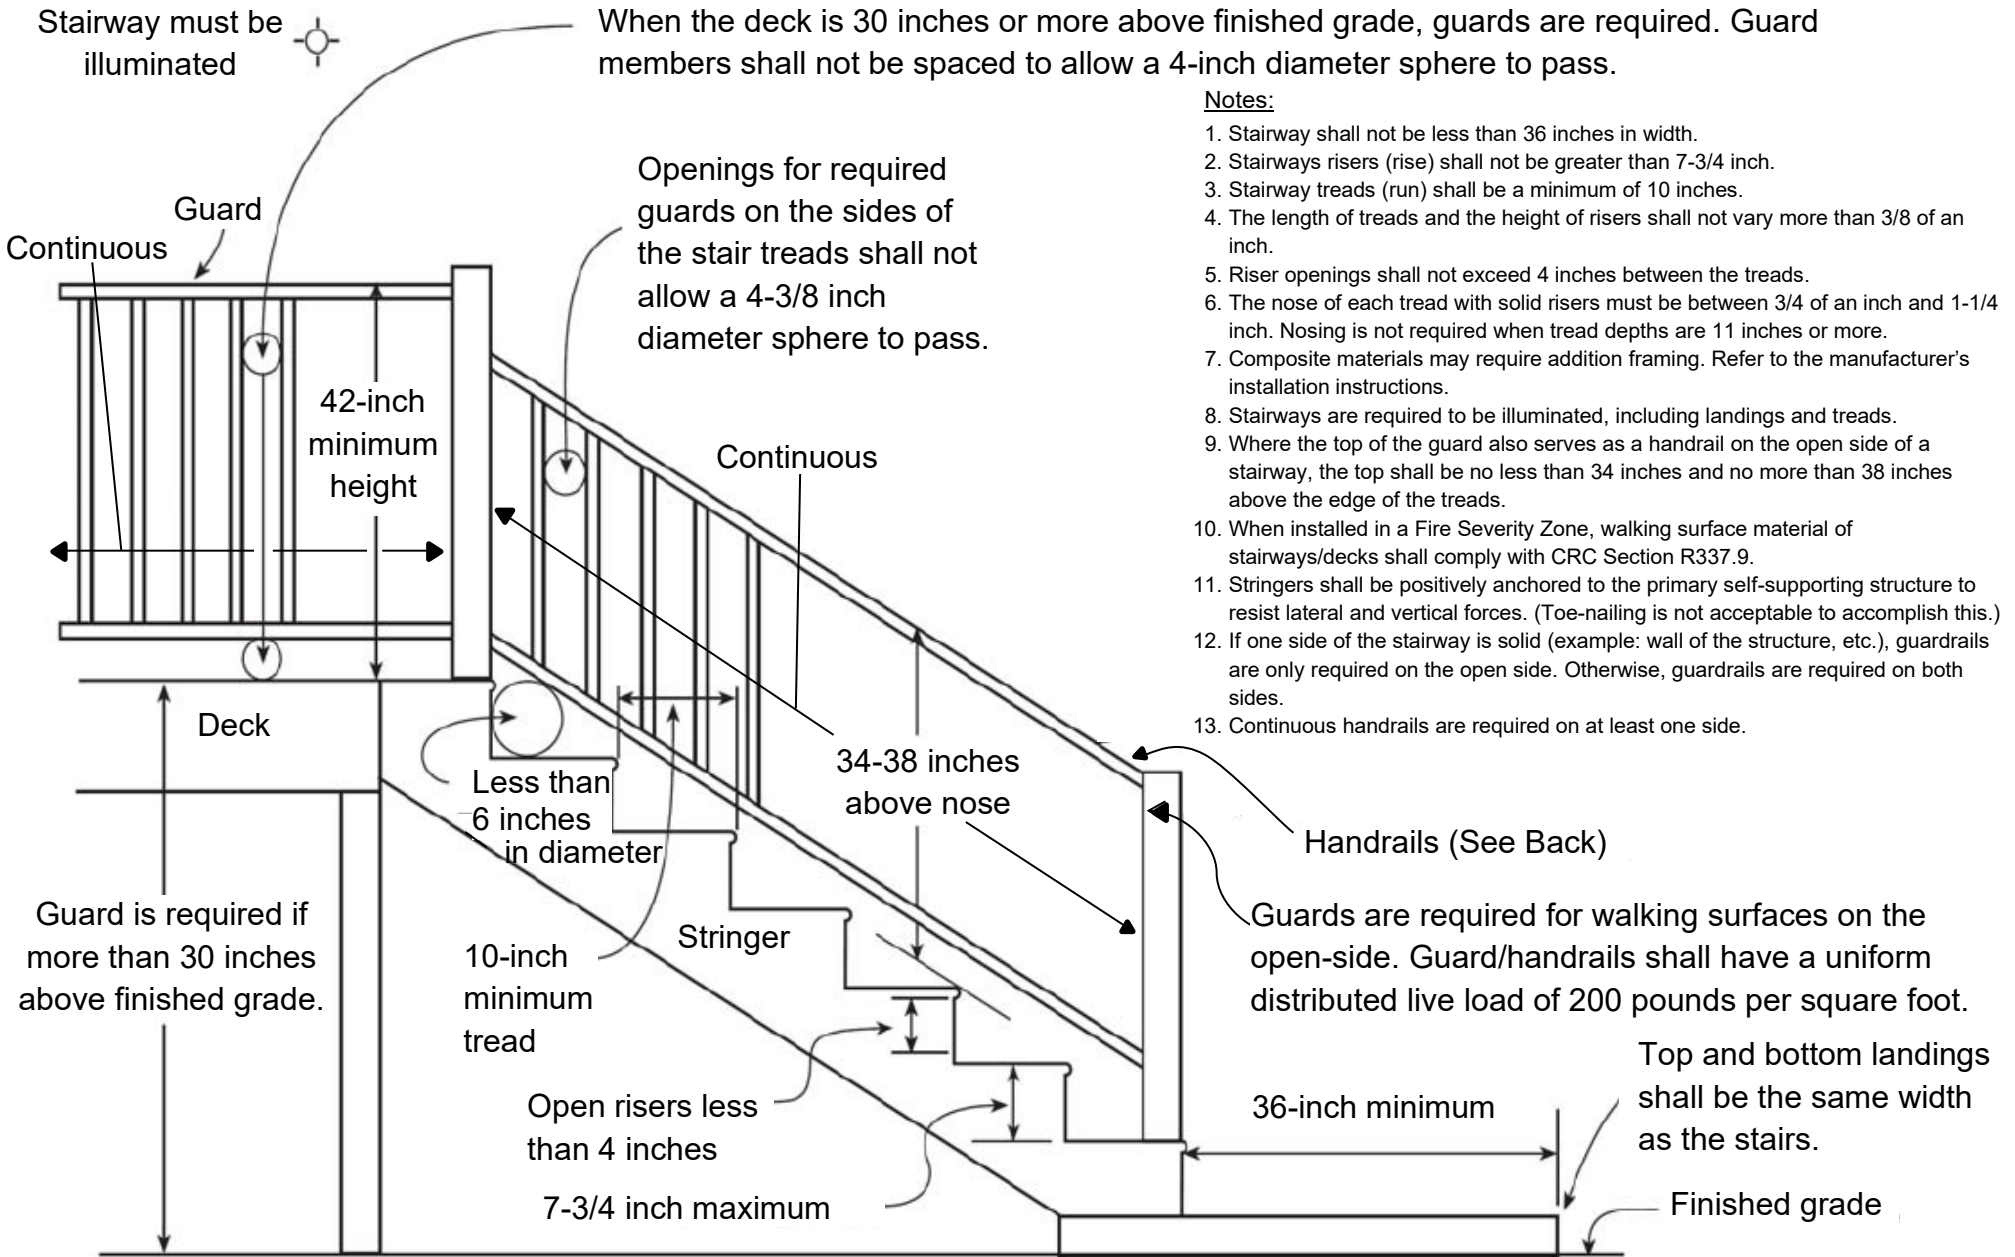 Stairway must be
illuminated
When the deck is 30 inches or more above finished grade, guards are required. Guard
members shall not be spaced to allow a 4-inch diameter sphere to pass.
Notes:
1. Stairway shall not be less than 36 inches in width.
2. Stairways risers (rise) shall not be greater than 7-3/4 inch.
3. Stairway treads (run) shall be a minimum of 10 inches.
4. The length of treads and the height of risers shall not vary more than 3/8 of an
inch.
5. Riser openings shall not exceed 4 inches between the treads.
6. The nose of each tread with solid risers must be between 3/4 of an inch and 1-1/4
inch. Nosing is not required when tread depths are 11 inches or more.
7. Composite materials may require addition framing. Refer to the manufacturer's
installation instructions.
8. Stairways are required to be illuminated, including landings and treads.
9. Where the top of the guard also serves as a handrail on the open side of a
stairway, the top shall be no less than 34 inches and no more than 38 inches
above the edge of the treads.
10. When installed in a Fire Severity Zone, walking surface material of
stairways/decks shall comply with CRC Section R337.9.
11. Stringers shall be positively anchored to the primary self-supporting structure to
resist lateral and vertical forces. (Toe-nailing is not acceptable to accomplish this.)
12. If one side of the stairway is solid (example: wall of the structure, etc.), guardrails
are only required on the open side. Otherwise, guardrails are required on both
sides.
13. Continuous handrails are required on at least one side.
Openings for required
guards on the sides of
the stair treads shall not
allow a 4-3/8 inch
diameter sphere to pass.
Guard
Continuous
42-inch
minimum
height
Continuous
Deck
Less than
6 inches
in diameter
34-38 inches
above nose
Handrails (See Back)
Guard is required if
more than 30 inches
above finished grade.
Stringer
10-inch
minimum
tread
Guards are required for walking surfaces on the
open-side. Guard/handrails shall have a uniform
distributed live load of 200 pounds per square foot.
Open risers less
than 4 inches
7-3/4 inch maximum
36-inch minimum
Top and bottom landings
shall be the same width
as the stairs.
Finished grade